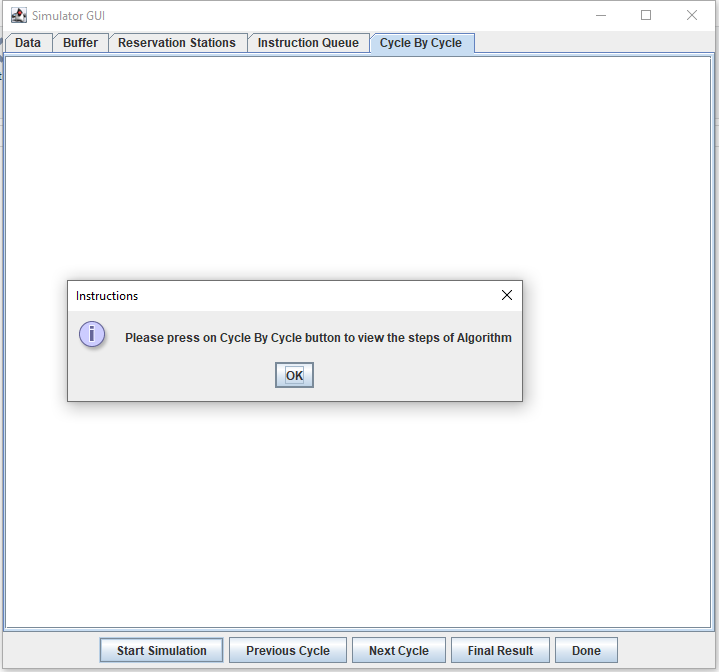 Simulator GUI
Data Buffer Reservation Stations Instruction Queue Cycle By Cycle
Instructions
i
Please press on Cycle By Cycle button to view the steps of Algorithm
OK
Start Simulation Previous Cycle Next Cycle Final Result Done